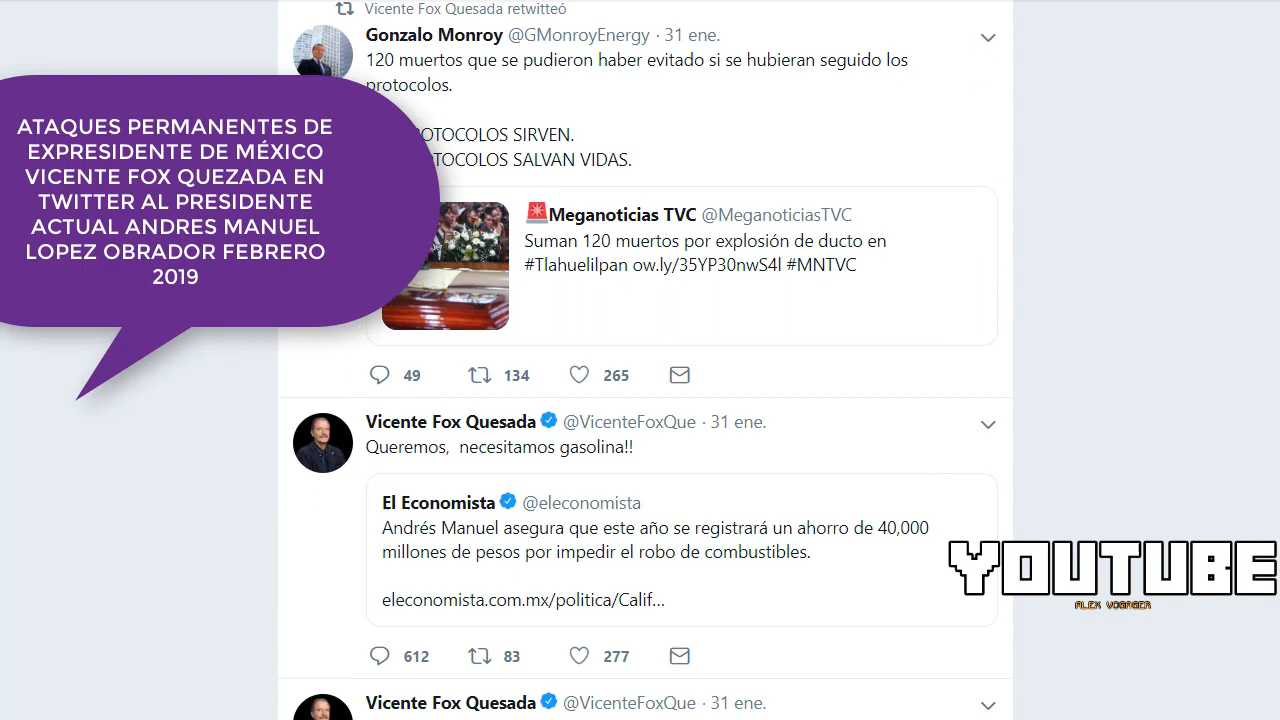 Vicente Fox Quesada retwitteó
Gonzalo Monroy @GMonroyEnergy · 31 ene.
120 muertos que se pudieron haber evitado si se hubieran seguido los
protocolos.
OTOCOLOS SIRVEN.
TOCOLOS SALVAN VIDAS.
🚨Meganoticias TVC @MeganoticiasTVC
Suman 120 muertos por explosión de ducto en
#Tlahuelilpan ow.ly/35YP30nwS4l #MNTVC
49 134 265
ATAQUES PERMANENTES DE
EXPRESIDENTE DE MÉXICO
VICENTE FOX QUEZADA EN
TWITTER AL PRESIDENTE
ACTUAL ANDRES MANUEL
LOPEZ OBRADOR FEBRERO
2019
Vicente Fox Quesada @VicenteFoxQue · 31 ene.
Queremos, necesitamos gasolina!!
El Economista @eleconomista
Andrés Manuel asegura que este año se registrará un ahorro de 40,000
millones de pesos por impedir el robo de combustibles.
eleconomista.com.mx/politica/Calif...
612 83 277
YOUTUBE
ALEX VOGAGER
Vicente Fox Quesada @VicenteFoxQue · 31 ene.